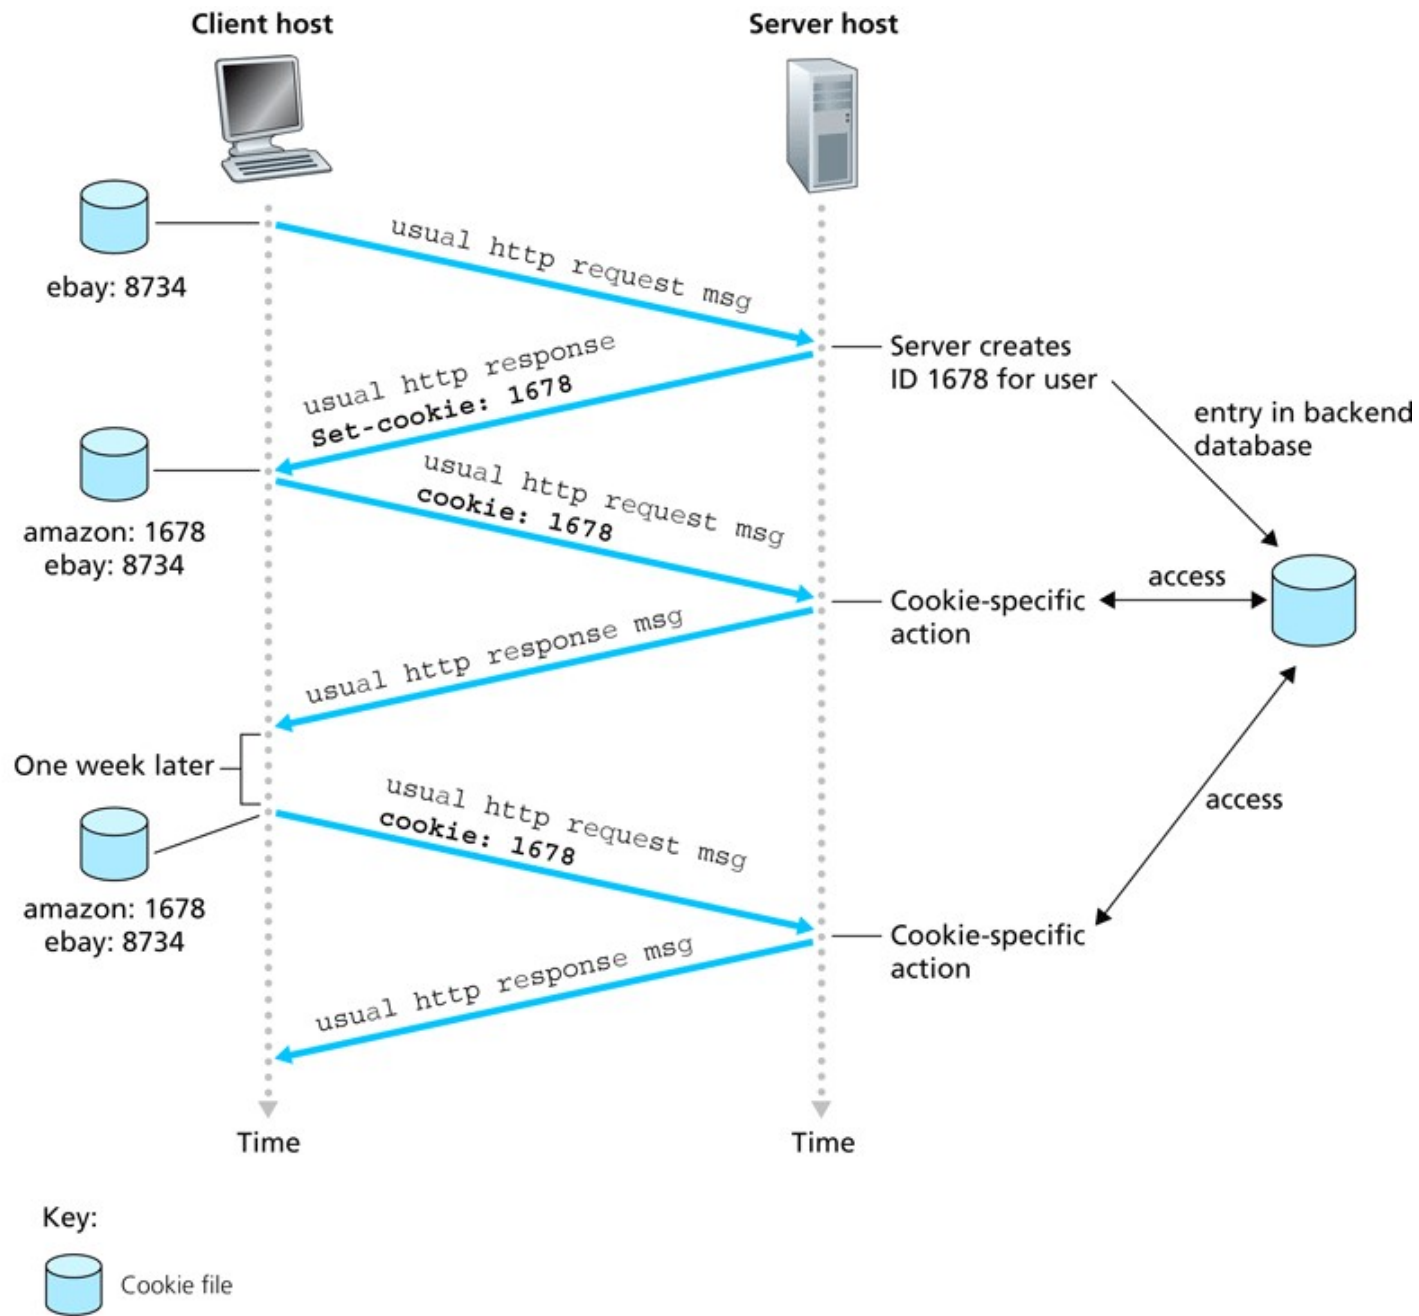 Client host
Server host
usual http request msg
ebay: 8734
Server creates
ID 1678 for user
usual http response
Set-cookie: 1678
entry in backend
database
usual http request msg
cookie: 1678
amazon: 1678
ebay: 8734
access
Cookie-specific
action
usual http response msg
One week later
usual http request msg
cookie: 1678
access
amazon: 1678
ebay: 8734
Cookie-specific
action
usual http response msg
Time
Time
Key:
Cookie file